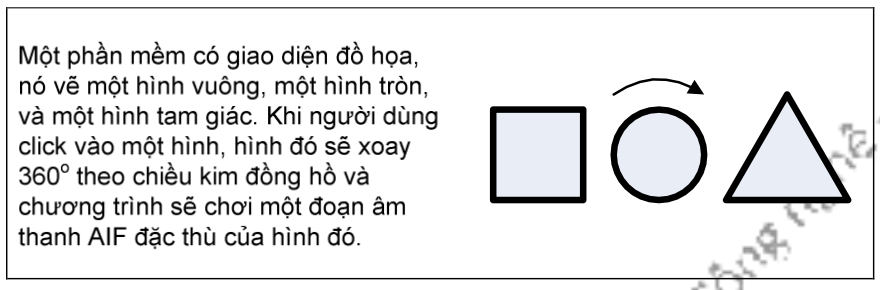 Một phần mềm có giao diện đồ họa,
nó vẽ một hình vuông, một hình tròn,
và một hình tam giác. Khi người dùng
click vào một hình, hình đó sẽ xoay
360° theo chiều kim đồng hồ và
chương trình sẽ chơi một đoạn âm
thanh AIF đặc thù của hình đó.